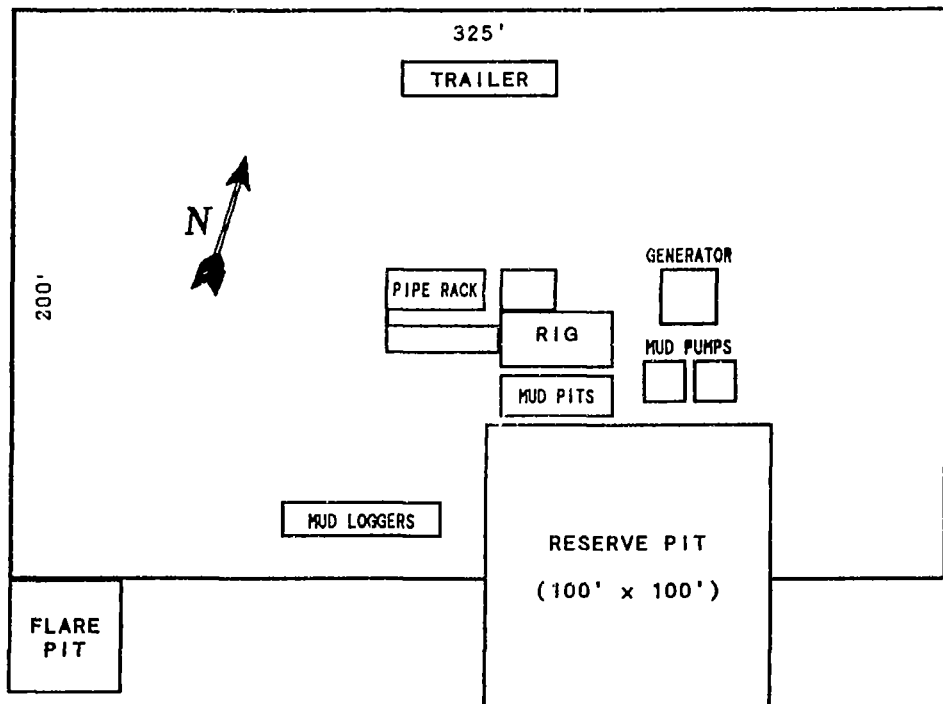 325'
TRAILER
N
200'
GENERATOR
PIPE RACK
RIG
MUD PUMPS
MUD PITS
MUD LOGGERS
RESERVE PIT
(100' x 100')
FLARE
PIT